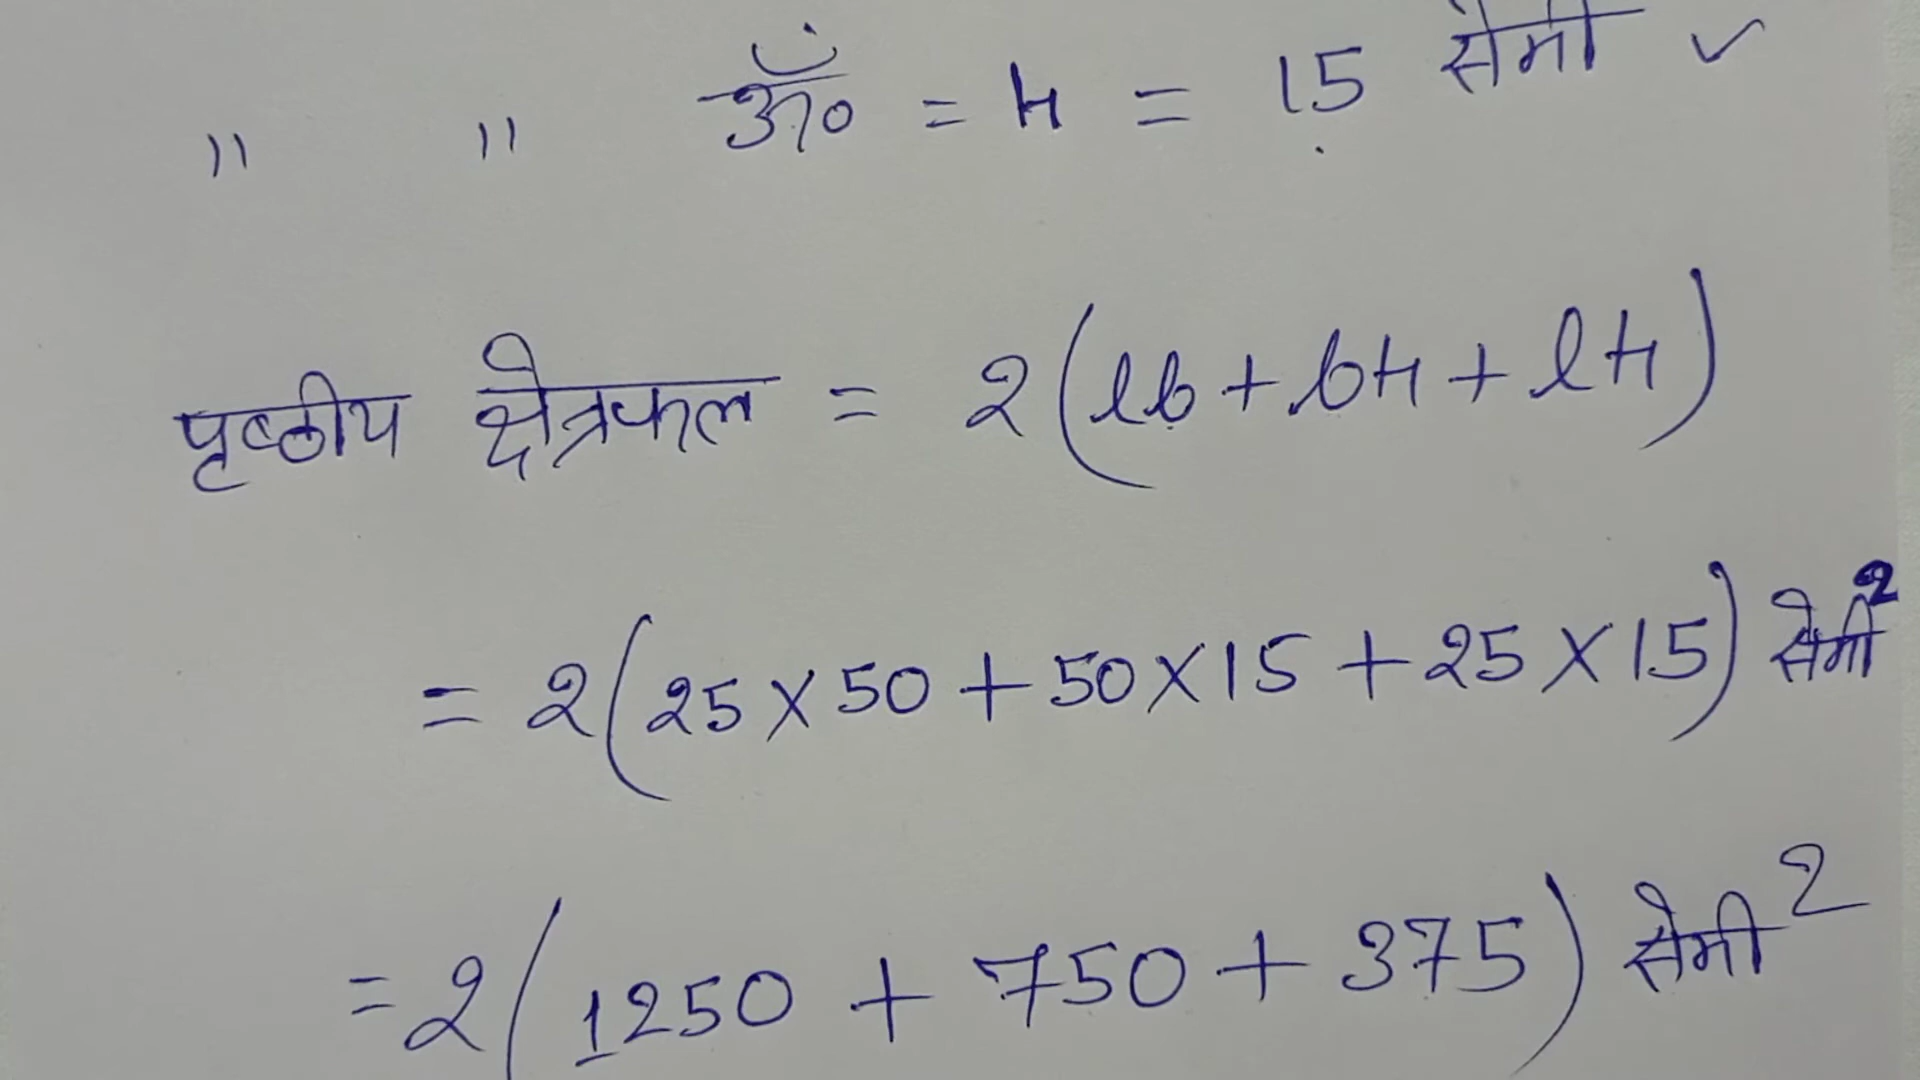 " " ऊँ० = H = 15 सेमी ✓
पृष्ठीय क्षेत्रफल = 2(lb + bH + lH)
= 2(25 × 50 + 50 × 15 + 25 × 15) सेमी²
= 2(1250 + 750 + 375) सेमी²